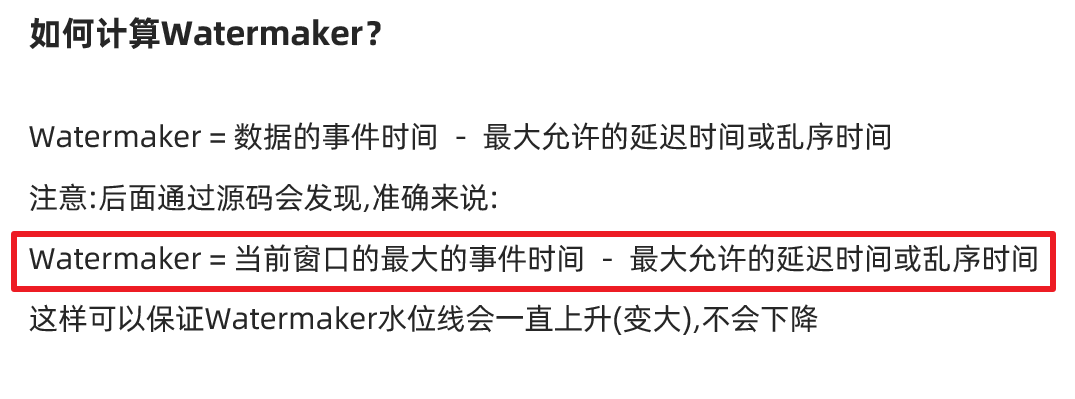 如何计算Watermaker？
Watermaker = 数据的事件时间 - 最大允许的延迟时间或乱序时间
注意:后面通过源码会发现,准确来说:
Watermaker = 当前窗口的最大的事件时间 - 最大允许的延迟时间或乱序时间
这样可以保证Watermaker水位线会一直上升(变大),不会下降